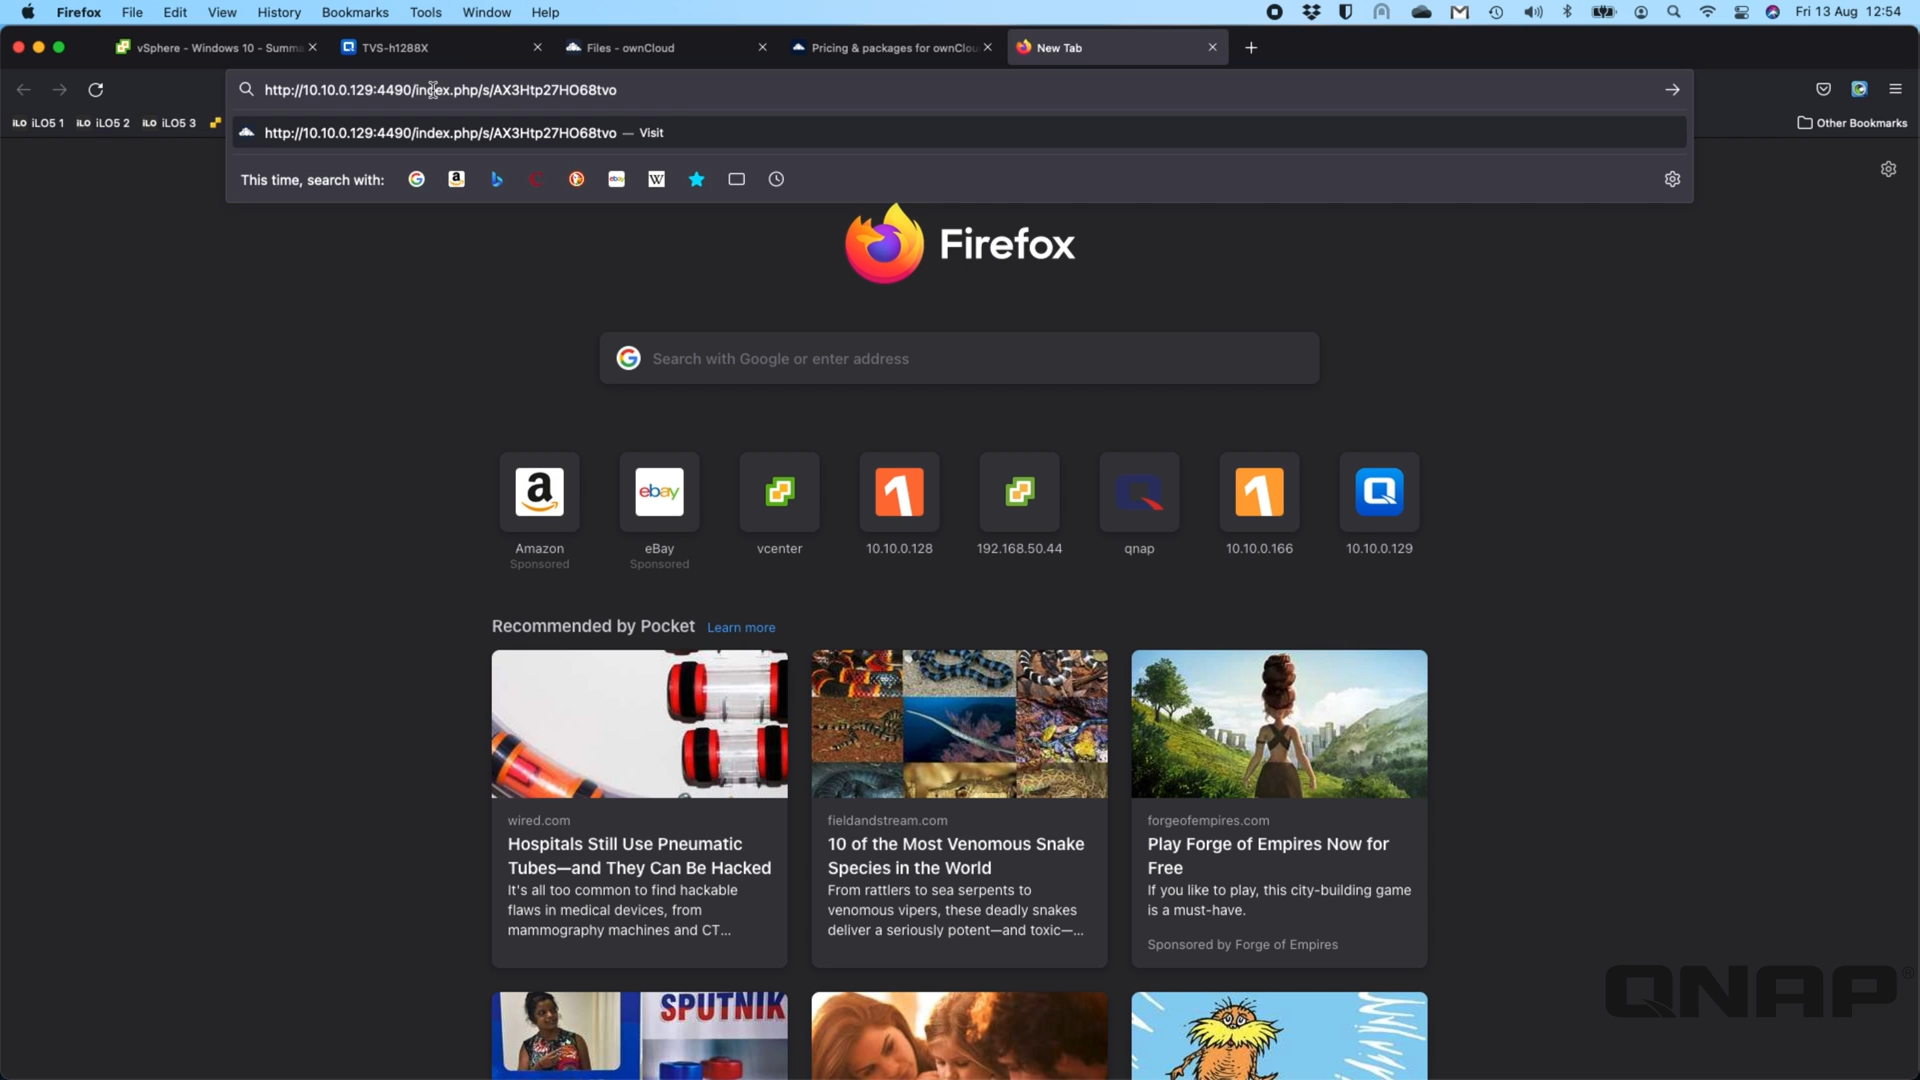 Firefox File Edit View History Bookmarks Tools Window Help
Fri 13 Aug 12:54
vSphere - Windows 10 - Summa
TVS-h1288X
Files - ownCloud
Pricing & packages for ownClou
New Tab
http://10.10.0.129:4490/index.php/s/AX3Htp27HO68tvo
iLO iLO5 1 iLO iLO5 2 iLO iLO5 3
Other Bookmarks
http://10.10.0.129:4490/index.php/s/AX3Htp27HO68tvo — Visit
This time, search with:
Firefox
Search with Google or enter address
Amazon
Sponsored
eBay
Sponsored
vcenter
10.10.0.128
192.168.50.44
qnap
10.10.0.166
10.10.0.129
Recommended by Pocket Learn more
wired.com
Hospitals Still Use Pneumatic
Tubes—and They Can Be Hacked
It's all too common to find hackable
flaws in medical devices, from
mammography machines and CT...
fieldandstream.com
10 of the Most Venomous Snake
Species in the World
From rattlers to sea serpents to
venomous vipers, these deadly snakes
deliver a seriously potent—and toxic—...
forgeofempires.com
Play Forge of Empires Now for
Free
If you like to play, this city-building game
is a must-have.
Sponsored by Forge of Empires
SPUTNIK
QNAP